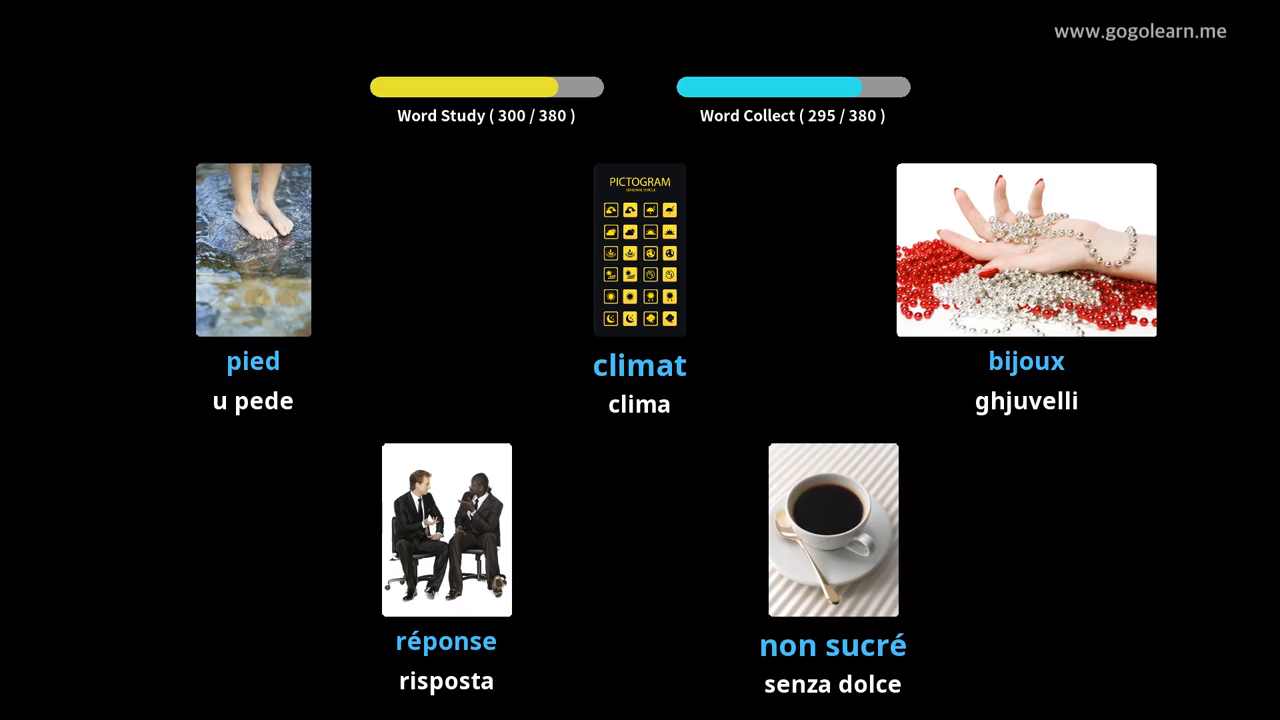 www.gogolearn.me
Word Study ( 300 / 380 )
Word Collect ( 295 / 380 )
PICTOGRAM
pied
climat
bijoux
u pede
clima
ghjuvelli
réponse
non sucré
risposta
senza dolce